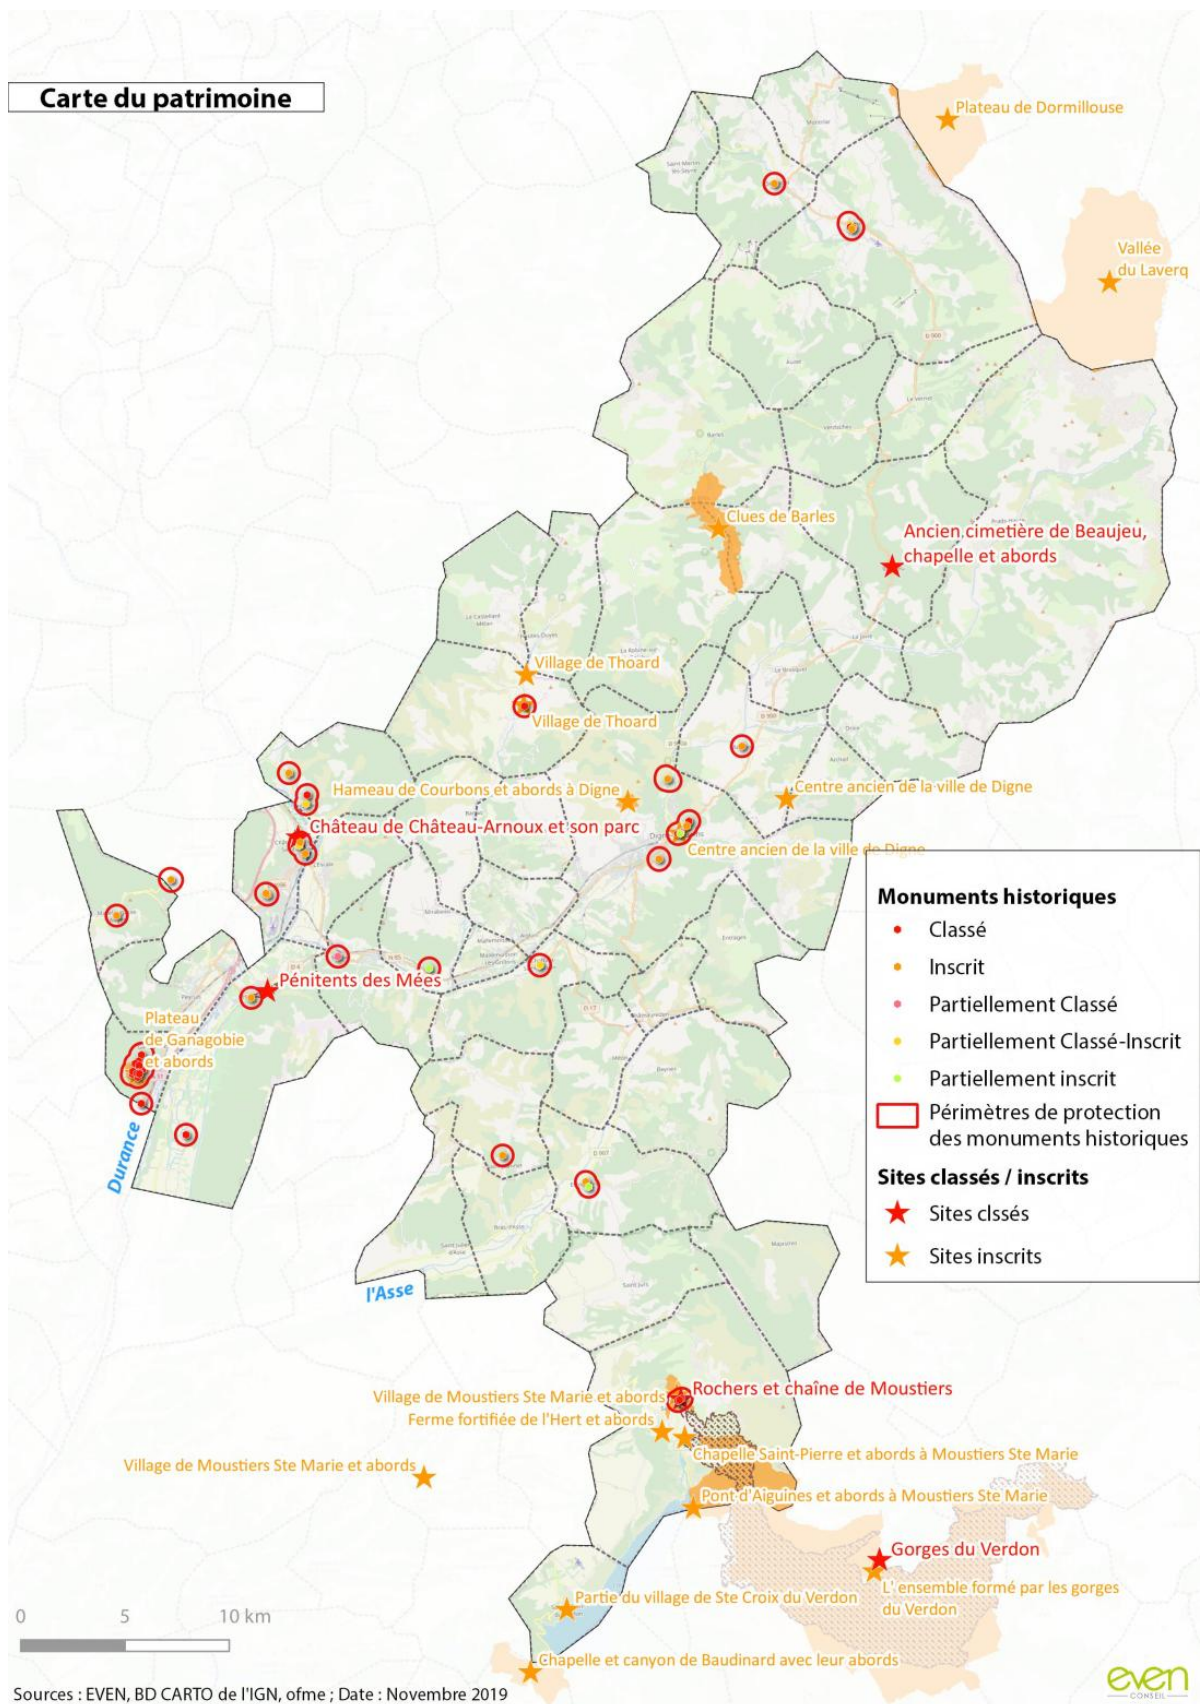 Carte du patrimoine
Plateau de Dormillouse
Vallée
du Laverq
Clues de Barles
Ancien cimetière de Beaujeu,
chapelle et abords
Village de Thoard
Village de Thoard
Hameau de Courbons et abords à Digne
Centre ancien de la ville de Digne
Château de Château-Arnoux et son parc
Centre ancien de la ville de Digne
Pénitents des Mées
Plateau
de Ganagobie
et abords
Durance
l'Asse
Monuments historiques
Classé
Inscrit
Partiellement Classé
Partiellement Classé-Inscrit
Partiellement inscrit
Périmètres de protection
des monuments historiques
Sites classés / inscrits
Sites clssés
Sites inscrits
Village de Moustiers Ste Marie et abords
Rochers et chaîne de Moustiers
Ferme fortifiée de l'Hert et abords
Chapelle Saint-Pierre et abords à Moustiers Ste Marie
Village de Moustiers Ste Marie et abords
Pont d'Aiguines et abords à Moustiers Ste Marie
Gorges du Verdon
L' ensemble formé par les gorges
du Verdon
Partie du village de Ste Croix du Verdon
Chapelle et canyon de Baudinard avec leur abords
0 5 10 km
Sources : EVEN, BD CARTO de l'IGN, ofme ; Date : Novembre 2019
even
CONSEIL